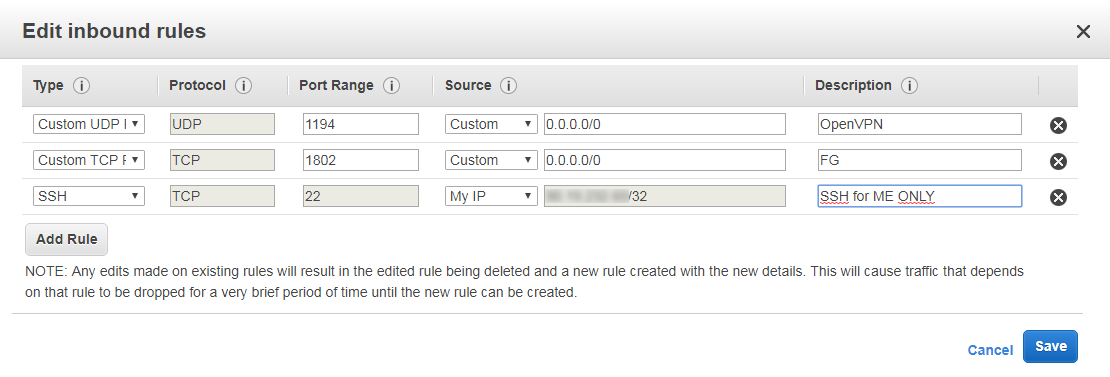 Edit inbound rules
Type Protocol Port Range Source Description
Custom UDP UDP 1194 Custom 0.0.0.0/0 OpenVPN
Custom TCP TCP 1802 Custom 0.0.0.0/0 FG
SSH TCP 22 My IP /32 SSH for ME ONLY
Add Rule
NOTE: Any edits made on existing rules will result in the edited rule being deleted and a new rule created with the new details. This will cause traffic that depends
on that rule to be dropped for a very brief period of time until the new rule can be created.
Cancel Save